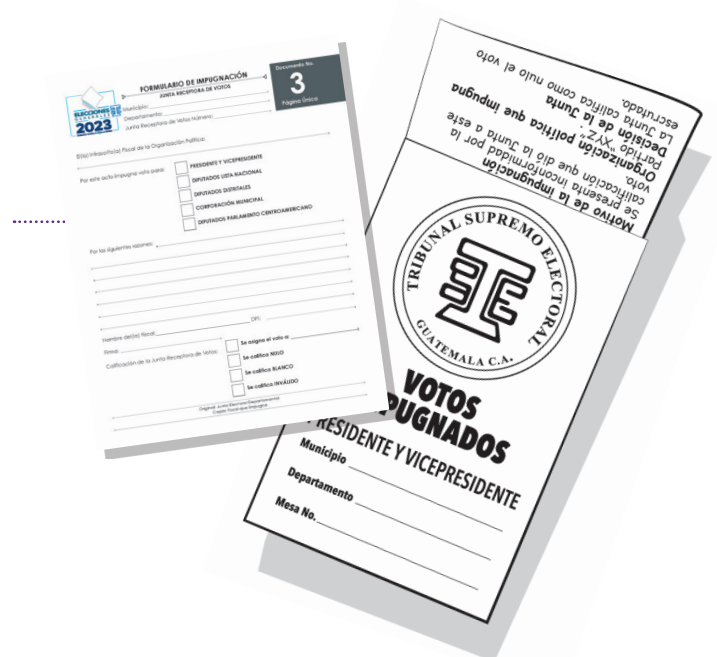 ELECCIONES
GENERALES
2023
FORMULARIO DE IMPUGNACIÓN
JUNTA RECEPTORA DE VOTOS
Municipio:
Departamento:
Junta Receptora de Votos Número:
Documento No.
3
Página Única
El(la) infrascrito(a) Fiscal de la Organización Política:
Por este acto impugna voto para:
PRESIDENTE Y VICEPRESIDENTE
DIPUTADOS LISTA NACIONAL
DIPUTADOS DISTRITALES
CORPORACIÓN MUNICIPAL
DIPUTADOS PARLAMENTO CENTROAMERICANO
Por las siguientes razones:
Nombre del(la) Fiscal:
DPI:
Firma:
Calificación de la Junta Receptora de Votos:
Se asigna el voto a:
Se califica NULO
Se califica BLANCO
Se califica INVÁLIDO
Original: Junta Electoral Departamental
Copia: Fiscal que impugna
Motivo de la impugnación
Se presenta inconformidad por la
calificación que dió la Junta a este
voto.
Organización política que impugna
Partido "XYZ".
Decisión de la Junta
La Junta califica como nulo el voto
escrutado.
TRIBUNAL SUPREMO ELECTORAL
GUATEMALA C.A.
VOTOS
PUGNADOS
PRESIDENTE Y VICEPRESIDENTE
Municipio
Departamento
Mesa No.